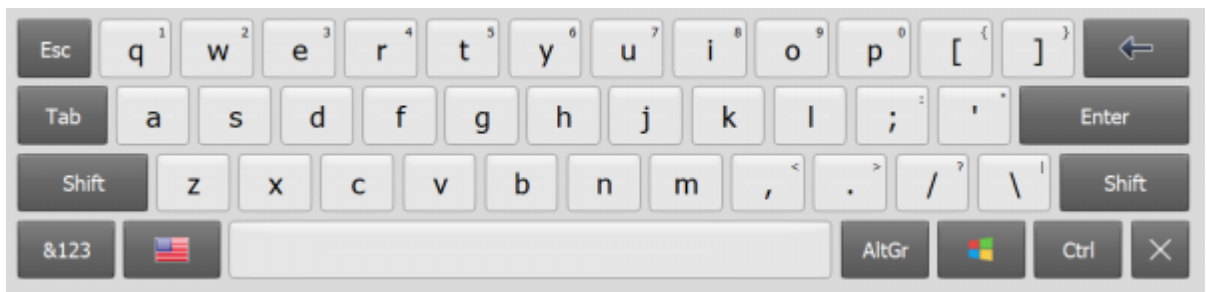 Esc q 1 w 2 e 3 r 4 t 5 y 6 u 7 i 8 o 9 p 0 [ { ] }
Tab a s d f g h j k l ; : ' "
Enter
Shift z x c v b n m , < . > / ? \ | Shift
&123 AltGr Ctrl